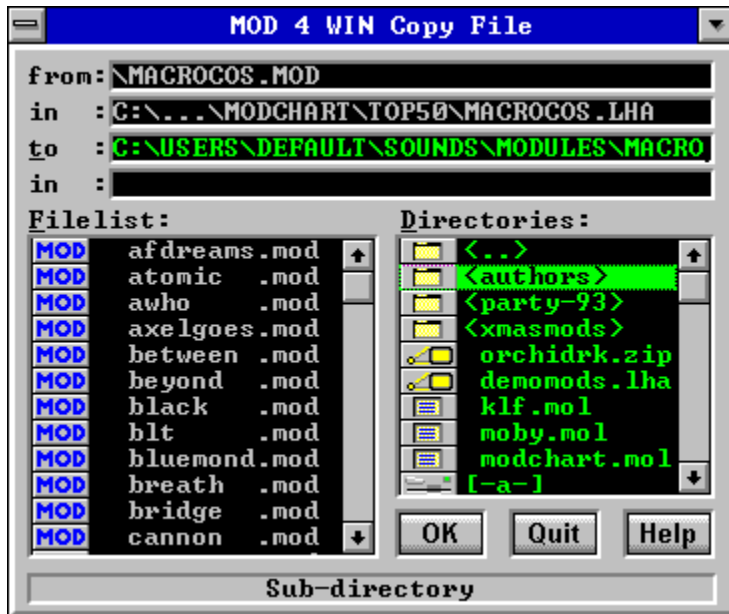 MOD 4 WIN Copy File
from: \MACROCOS.MOD
in : C:\...\MODCHART\TOP50\MACROCOS.LHA
to : C:\USERS\DEFAULT\SOUNDS\MODULES\MACRO
in :
Filelist:
MOD afdreams.mod
MOD atomic .mod
MOD awho .mod
MOD axelgoes.mod
MOD between .mod
MOD beyond .mod
MOD black .mod
MOD blt .mod
MOD bluemond.mod
MOD breath .mod
MOD bridge .mod
MOD cannon .mod
Directories:
<..>
<authors>
<party-93>
<xmasmods>
orchidrk.zip
demomods.lha
klf.mol
moby.mol
modchart.mol
[-a-]
OK Quit Help
Sub-directory